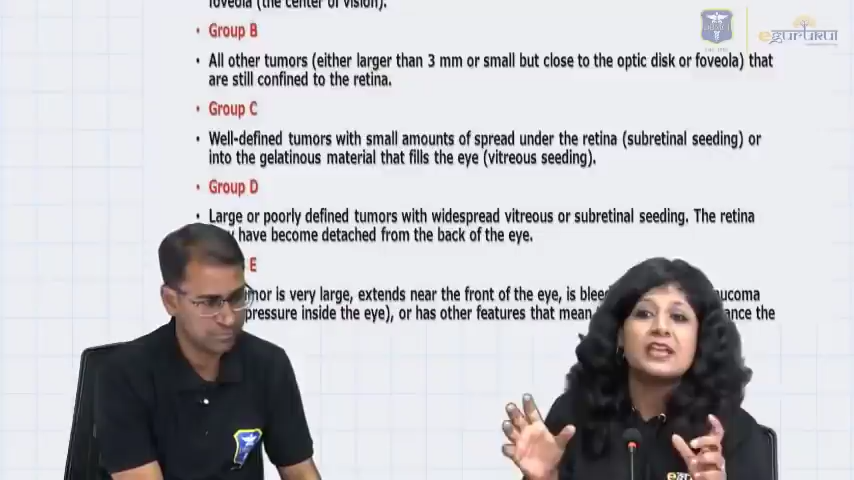 foveola (the center of vision).
Group B
All other tumors (either larger than 3 mm or small but close to the optic disk or foveola) that
are still confined to the retina.
Group C
Well-defined tumors with small amounts of spread under the retina (subretinal seeding) or
into the gelatinous material that fills the eye (vitreous seeding).
Group D
Large or poorly defined tumors with widespread vitreous or subretinal seeding. The retina
have become detached from the back of the eye.
E
is very large, extends near the front of the eye, is
pressure inside the eye), or has other features that mean the
egurukul